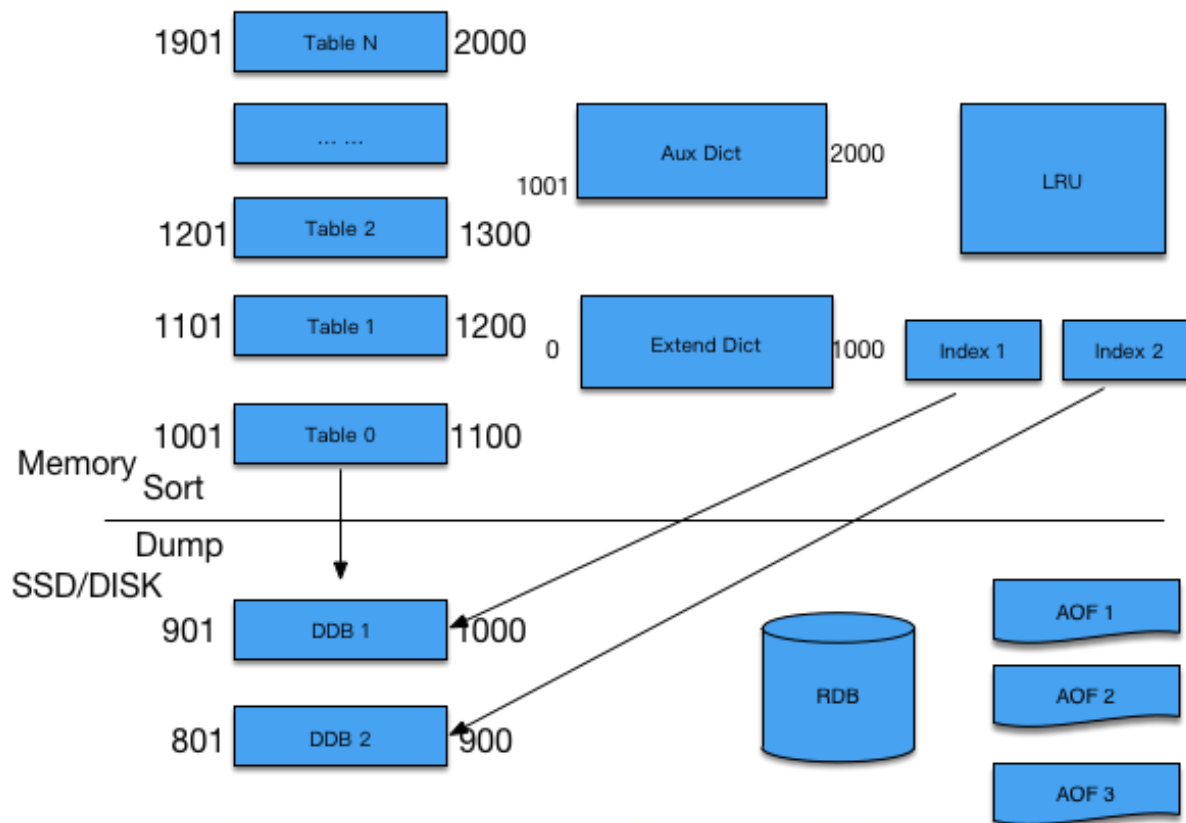 1901 Table N 2000
... ...
Aux Dict 2000
1001
LRU
1201 Table 2 1300
1101 Table 1 1200
0 Extend Dict 1000
Index 1 Index 2
1001 Table 0 1100
Memory
Sort
Dump
SSD/DISK
901 DDB 1 1000
AOF 1
RDB
AOF 2
801 DDB 2 900
AOF 3